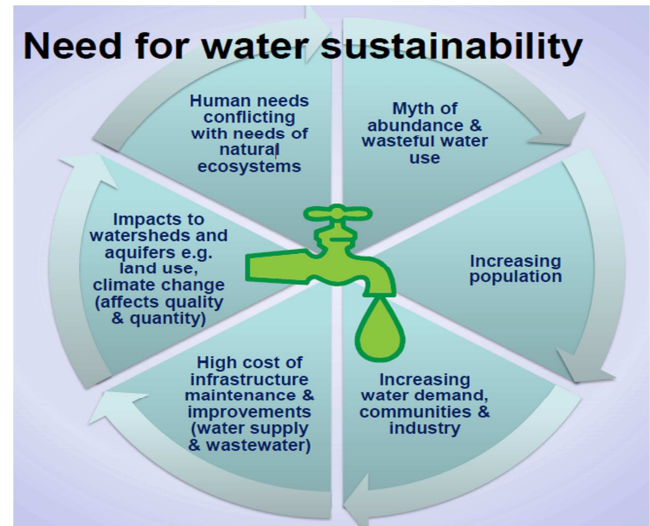 Need for water sustainability
Human needs
conflicting
with needs of
natural
ecosystems
Myth of
abundance &
wasteful water
use
Increasing
population
Increasing
water demand,
communities &
industry
High cost of
infrastructure
maintenance &
improvements
(water supply
& wastewater)
Impacts to
watersheds and
aquifers e.g.
land use,
climate change
(affects quality
& quantity)